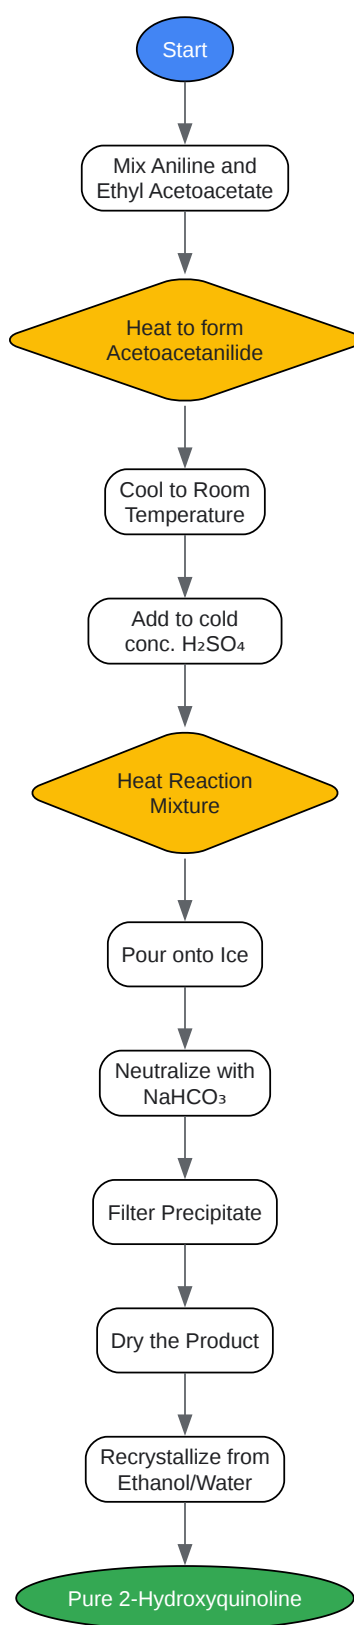 Start
Mix Aniline and
Ethyl Acetoacetate
Heat to form
Acetoacetanilide
Cool to Room
Temperature
Add to cold
conc. H₂SO₄
Heat Reaction
Mixture
Pour onto Ice
Neutralize with
NaHCO₃
Filter Precipitate
Dry the Product
Recrystallize from
Ethanol/Water
Pure 2-Hydroxyquinoline